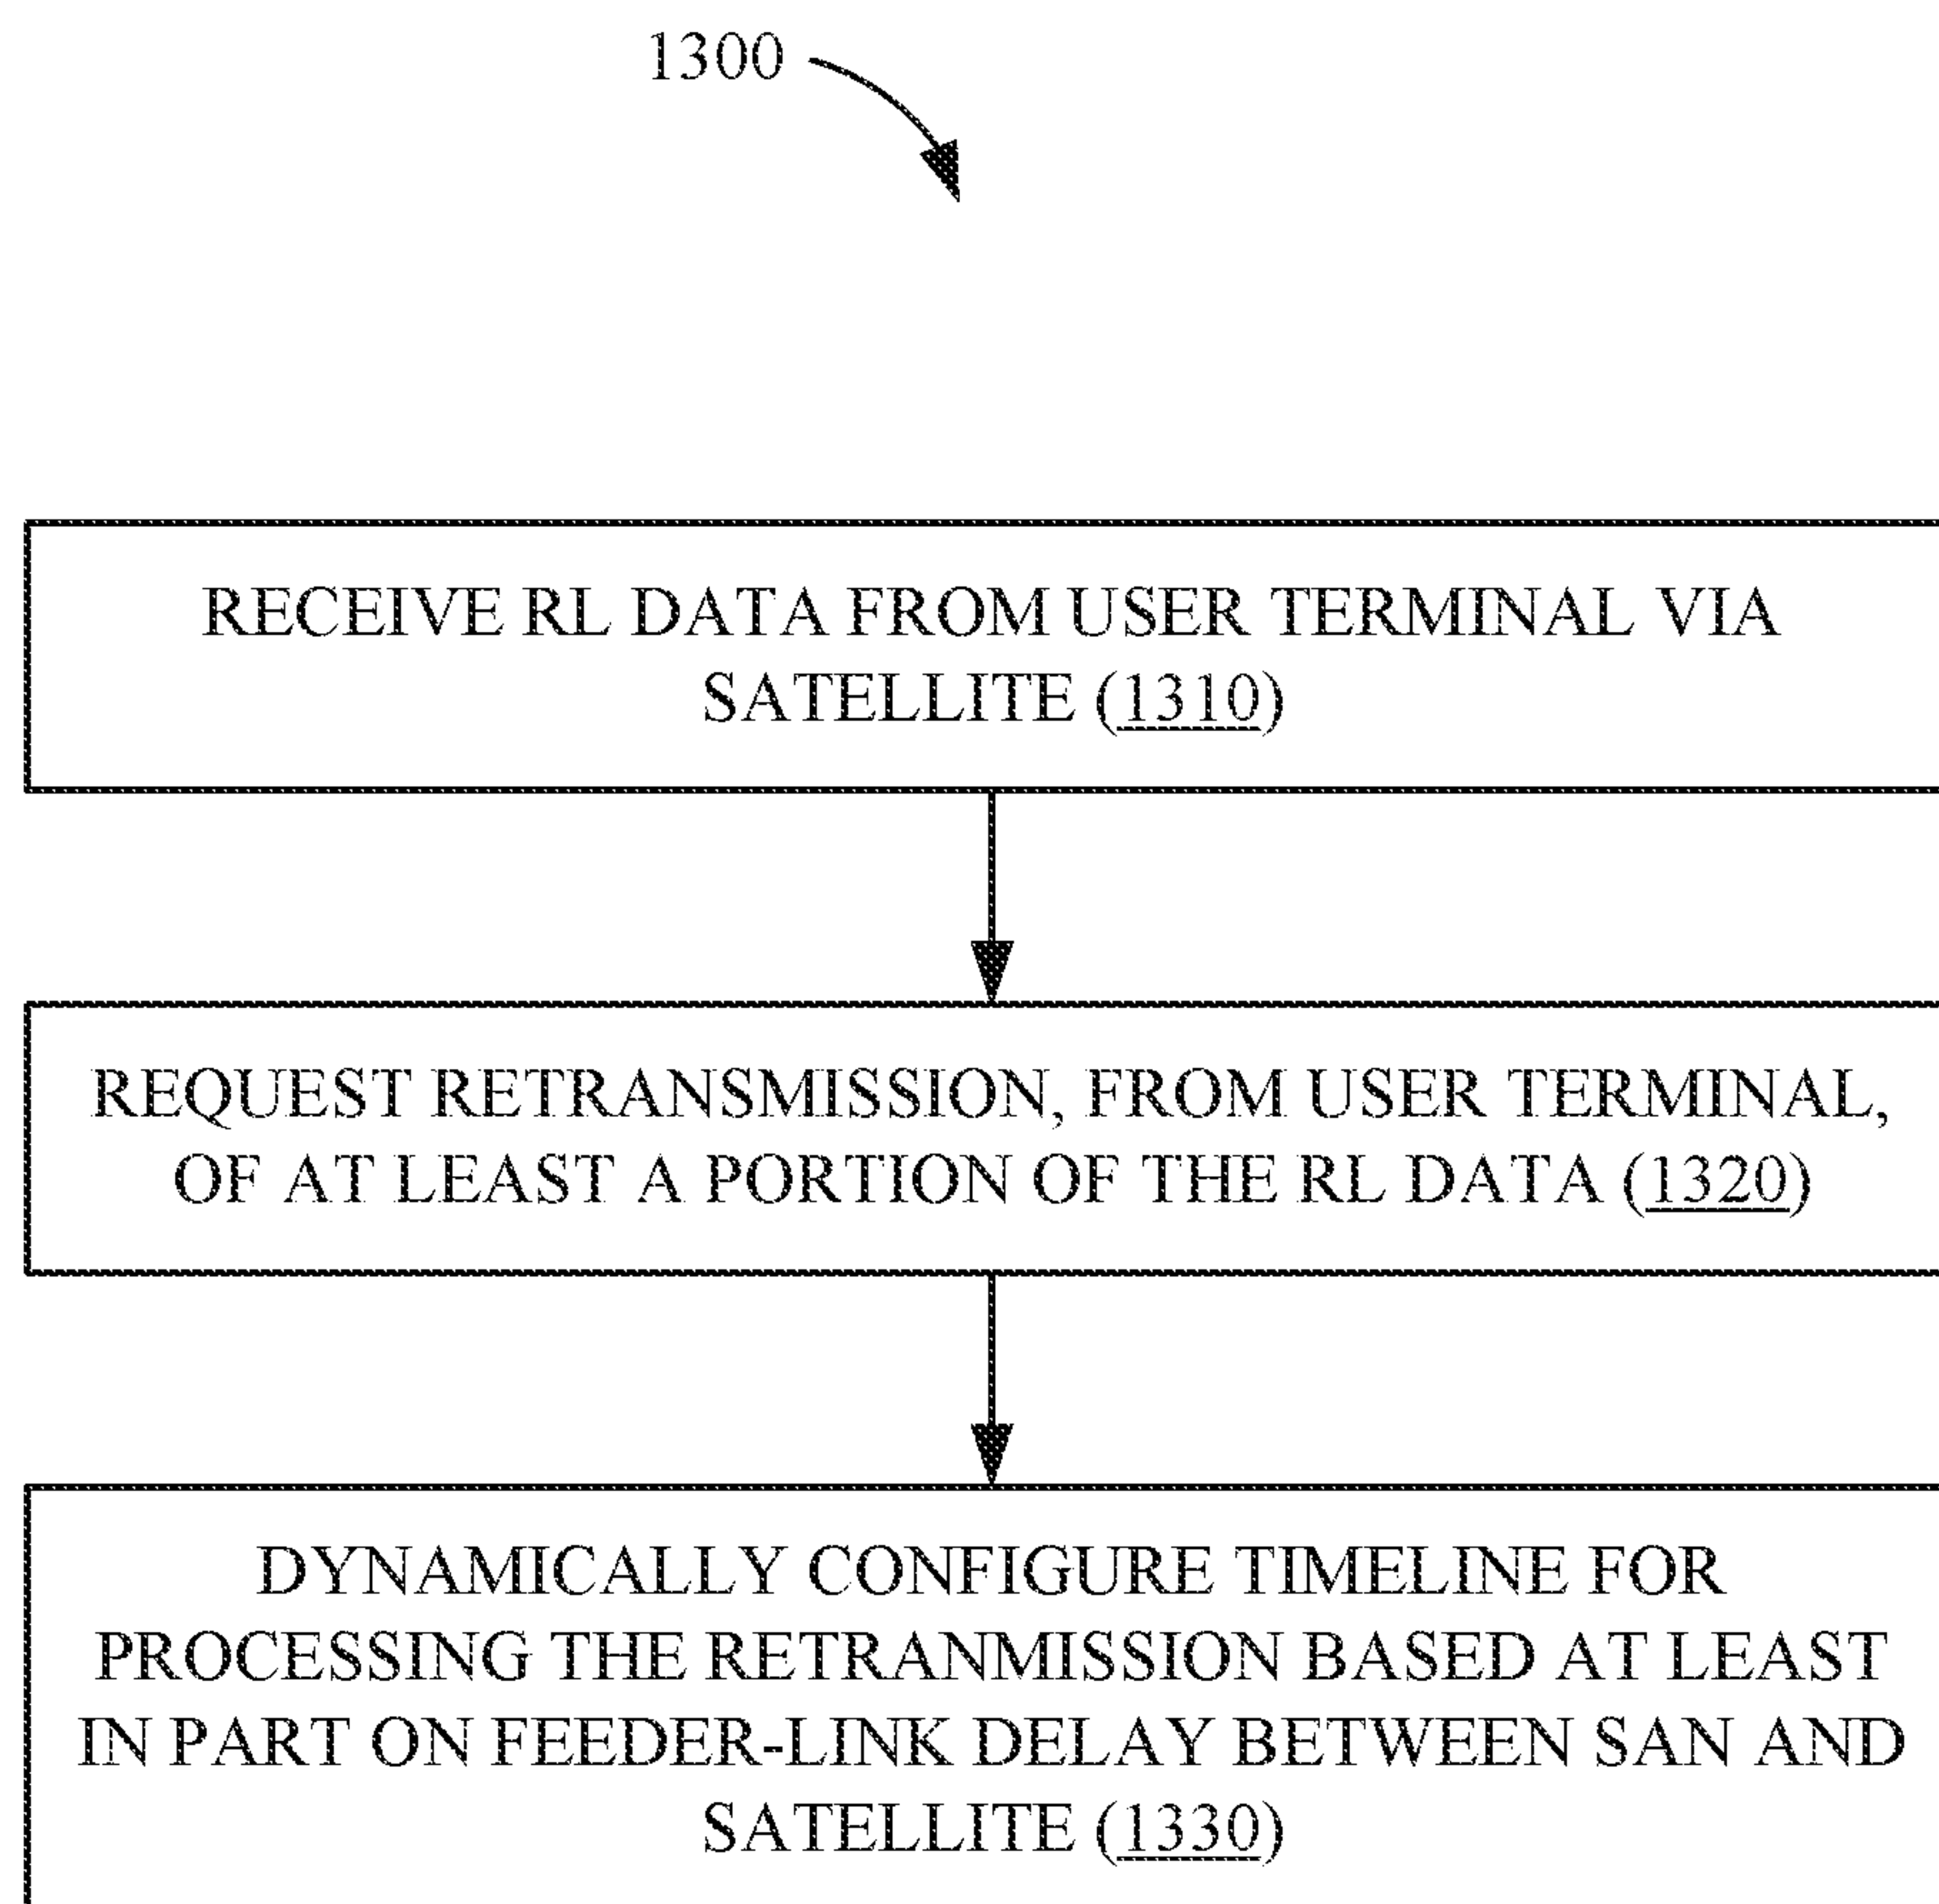 1300
RECEIVE RL DATA FROM USER TERMINAL VIA
SATELLITE (1310)
REQUEST RETRANSMISSION, FROM USER TERMINAL,
OF AT LEAST A PORTION OF THE RL DATA (1320)
DYNAMICALLY CONFIGURE TIMELINE FOR
PROCESSING THE RETRANMISSION BASED AT LEAST
IN PART ON FEEDER-LINK DELAY BETWEEN SAN AND
SATELLITE (1330)